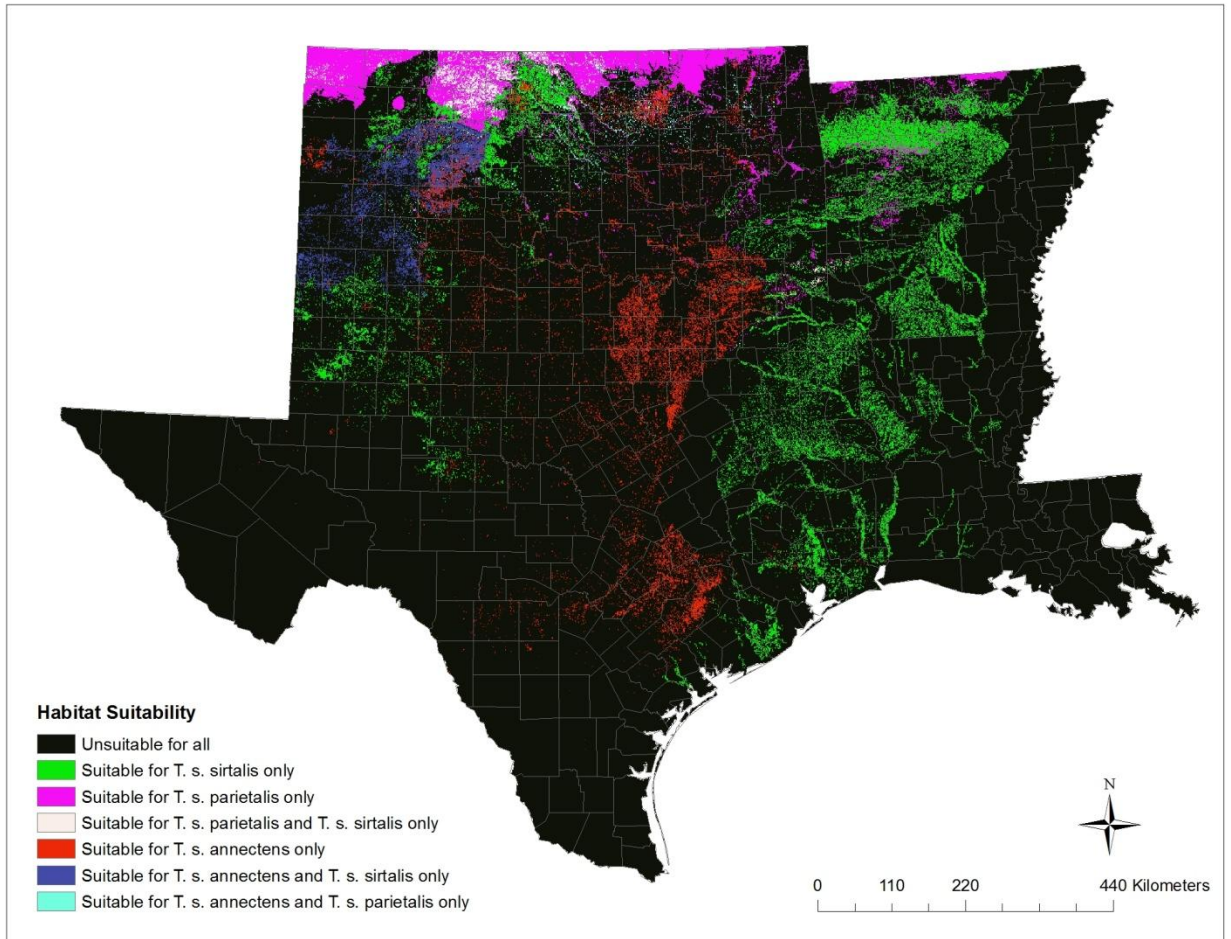 Habitat Suitability
Unsuitable for all
Suitable for T. s. sirtalis only
Suitable for T. s. parietalis only
Suitable for T. s. parietalis and T. s. sirtalis only
Suitable for T. s. annectens only
Suitable for T. s. annectens and T. s. sirtalis only
Suitable for T. s. annectens and T. s. parietalis only
N
0 110 220 440 Kilometers